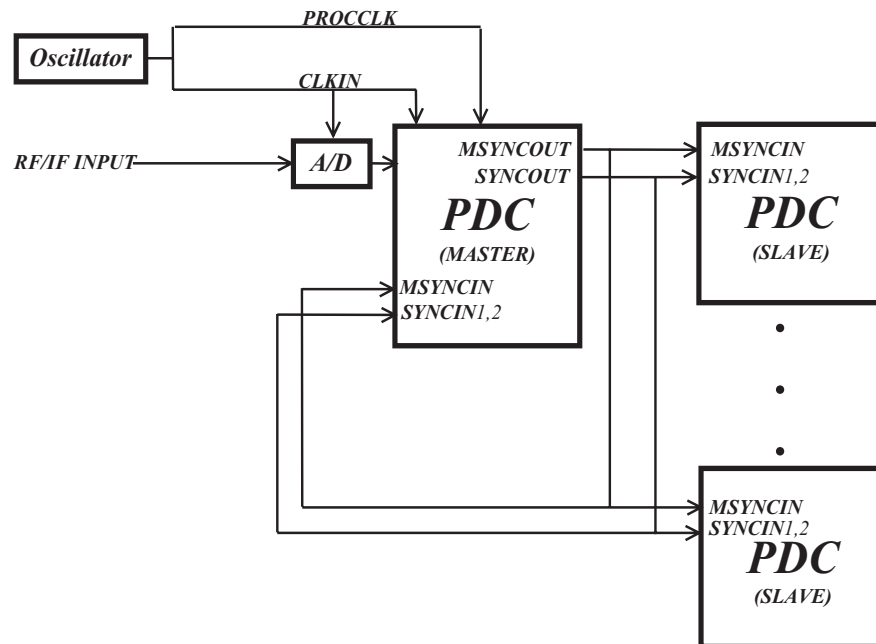 PROCCLK
Oscillator
CLKIN
RF/IF INPUT
A/D
MSYNCOUT
SYNCOUT
PDC
(MASTER)
MSYNCIN
SYNCIN1,2
MSYNCIN
SYNCIN1,2
PDC
(SLAVE)
MSYNCIN
SYNCIN1,2
PDC
(SLAVE)